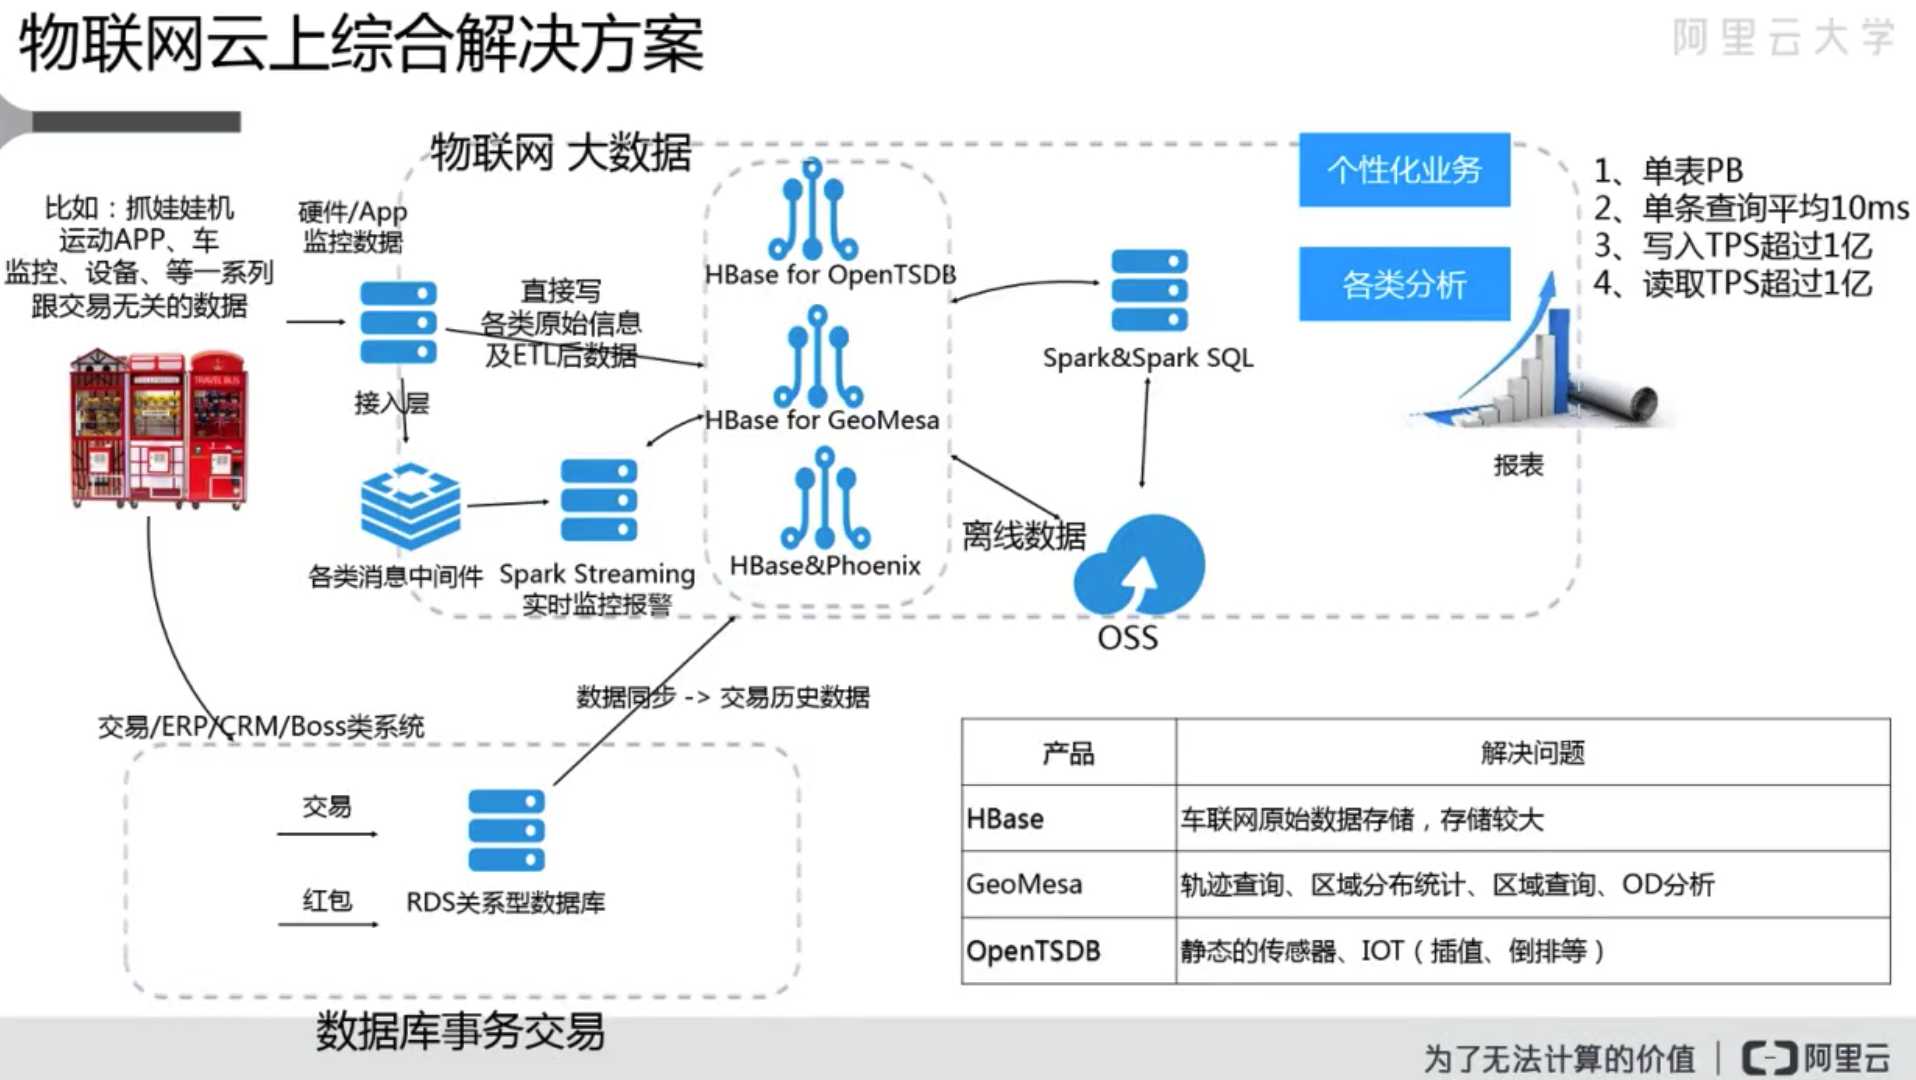 物联网云上综合解决方案
阿里云大学
物联网 大数据
比如：抓娃娃机
运动APP、车
监控、设备、等一系列
跟交易无关的数据
硬件/App
监控数据
接入层
直接写
各类原始信息
及ETL后数据
各类消息中间件
Spark Streaming
实时监控报警
HBase for OpenTSDB
HBase for GeoMesa
HBase&Phoenix
Spark&Spark SQL
离线数据
OSS
个性化业务
各类分析
报表
1、单表PB
2、单条查询平均10ms
3、写入TPS超过1亿
4、读取TPS超过1亿
TRAVEL BUS
数据同步 -> 交易历史数据
交易/ERP/CRM/Boss类系统
交易
红包
RDS关系型数据库
数据库事务交易
产品 解决问题
HBase 车联网原始数据存储，存储较大
GeoMesa 轨迹查询、区域分布统计、区域查询、OD分析
OpenTSDB 静态的传感器、IOT（插值、倒排等）
为了无法计算的价值 | 阿里云